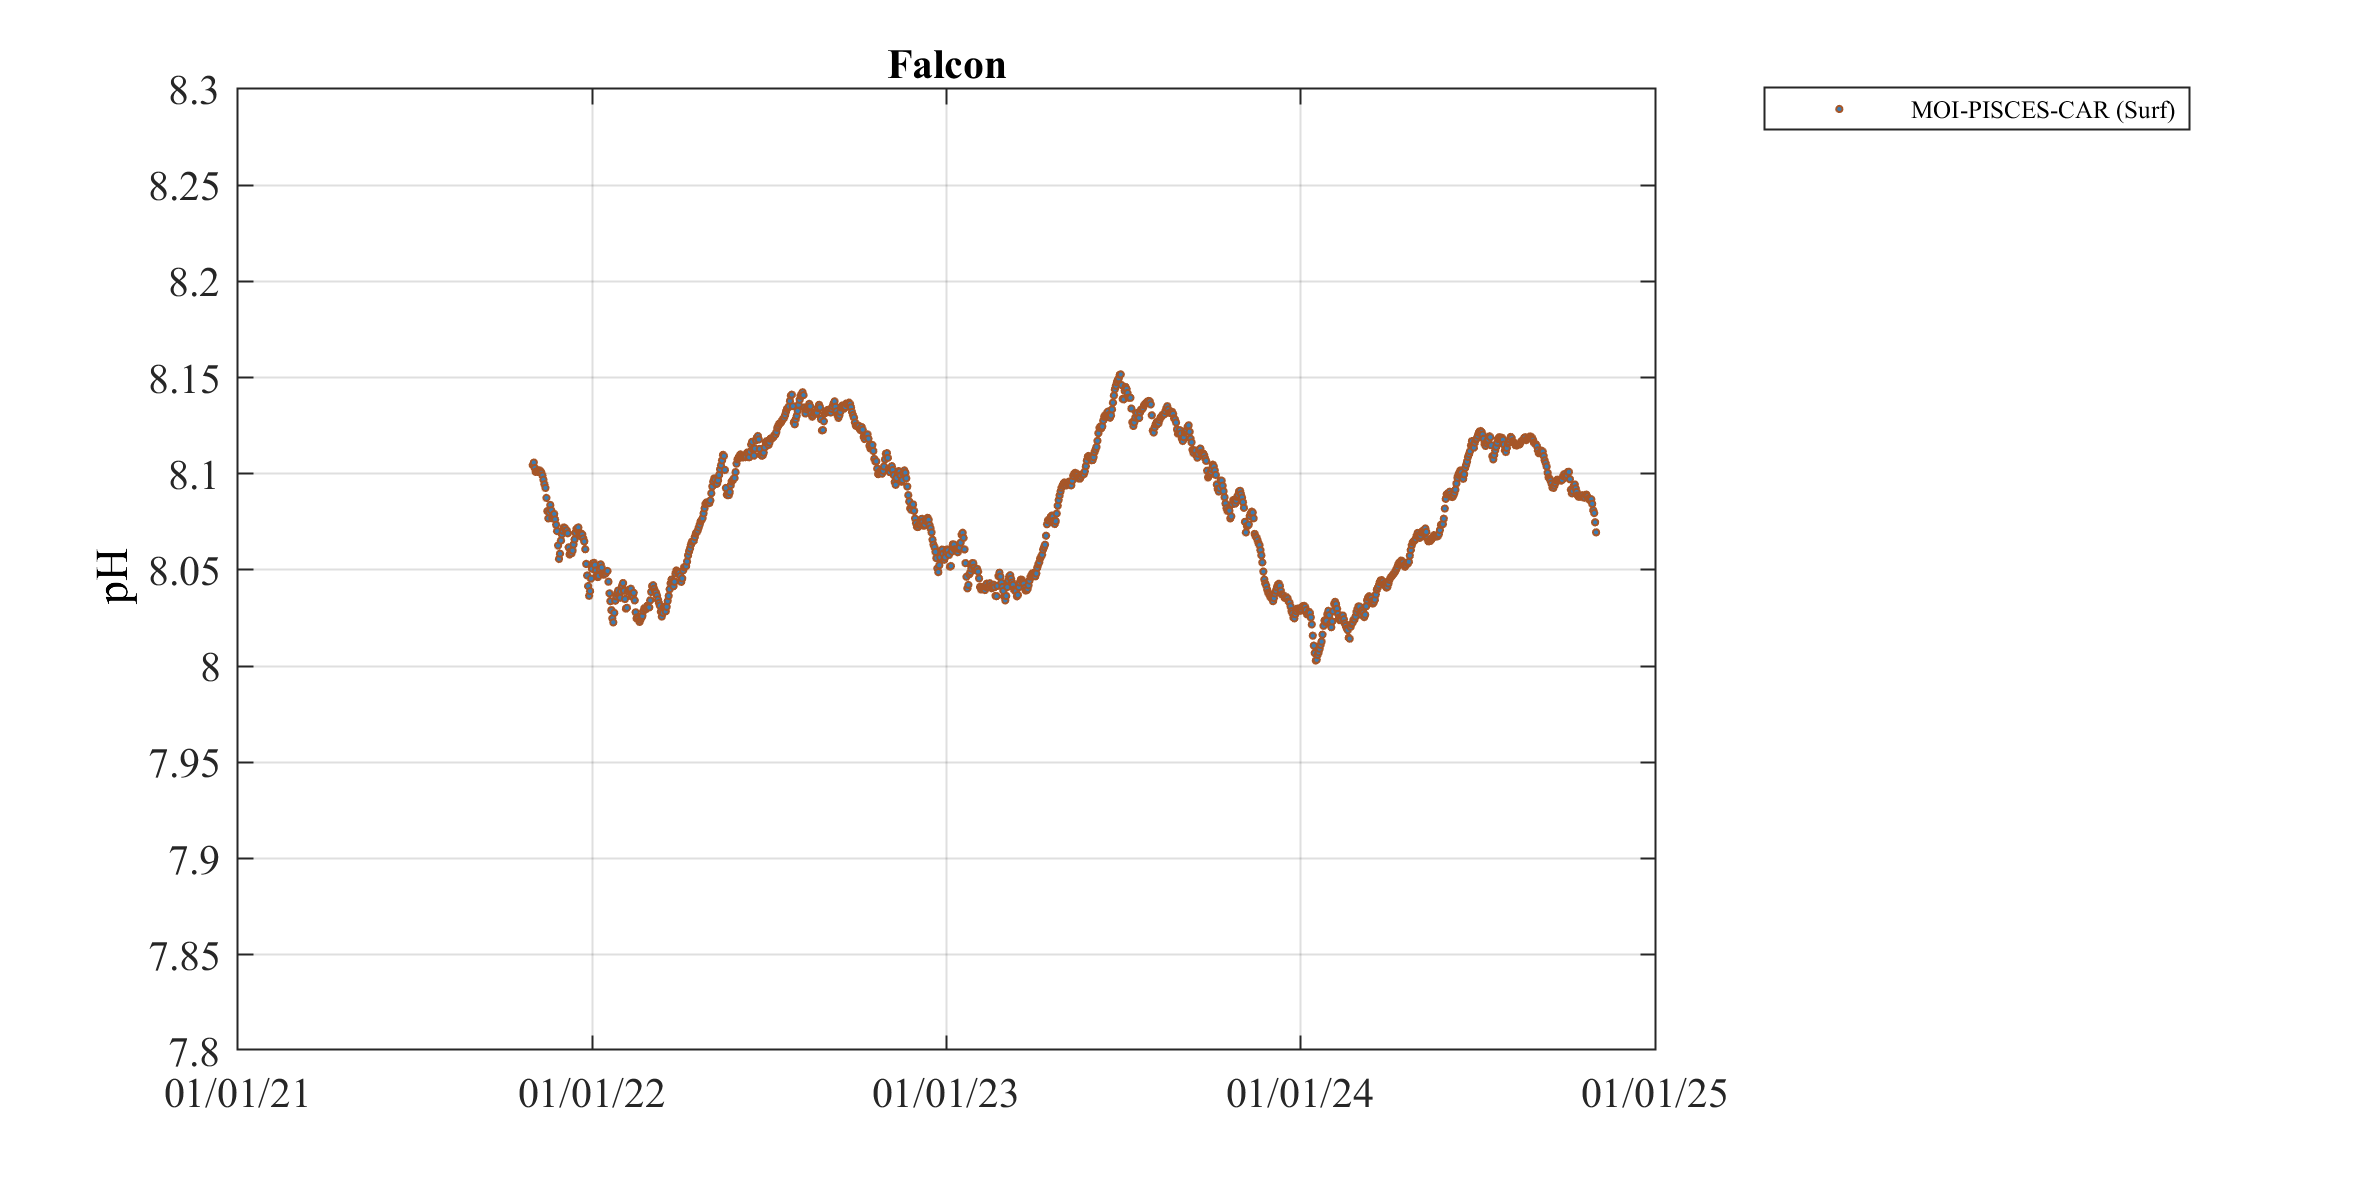 Falcon
MOI-PISCES-CAR (Surf)
pH
8.3
8.25
8.2
8.15
8.1
8.05
8
7.95
7.9
7.85
7.8
01/01/21 01/01/22 01/01/23 01/01/24 01/01/25